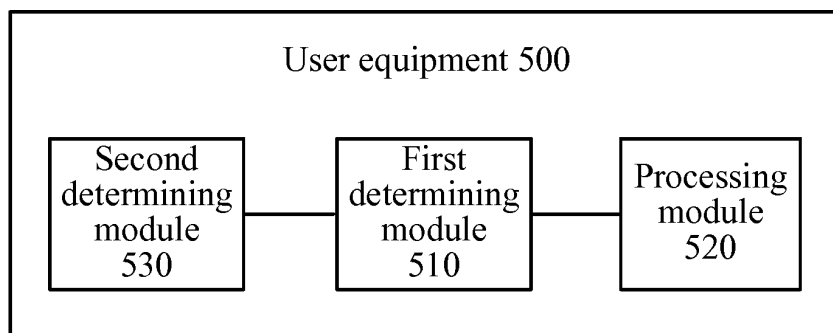 User equipment 500
Second
determining
module
530
First
determining
module
510
Processing
module
520